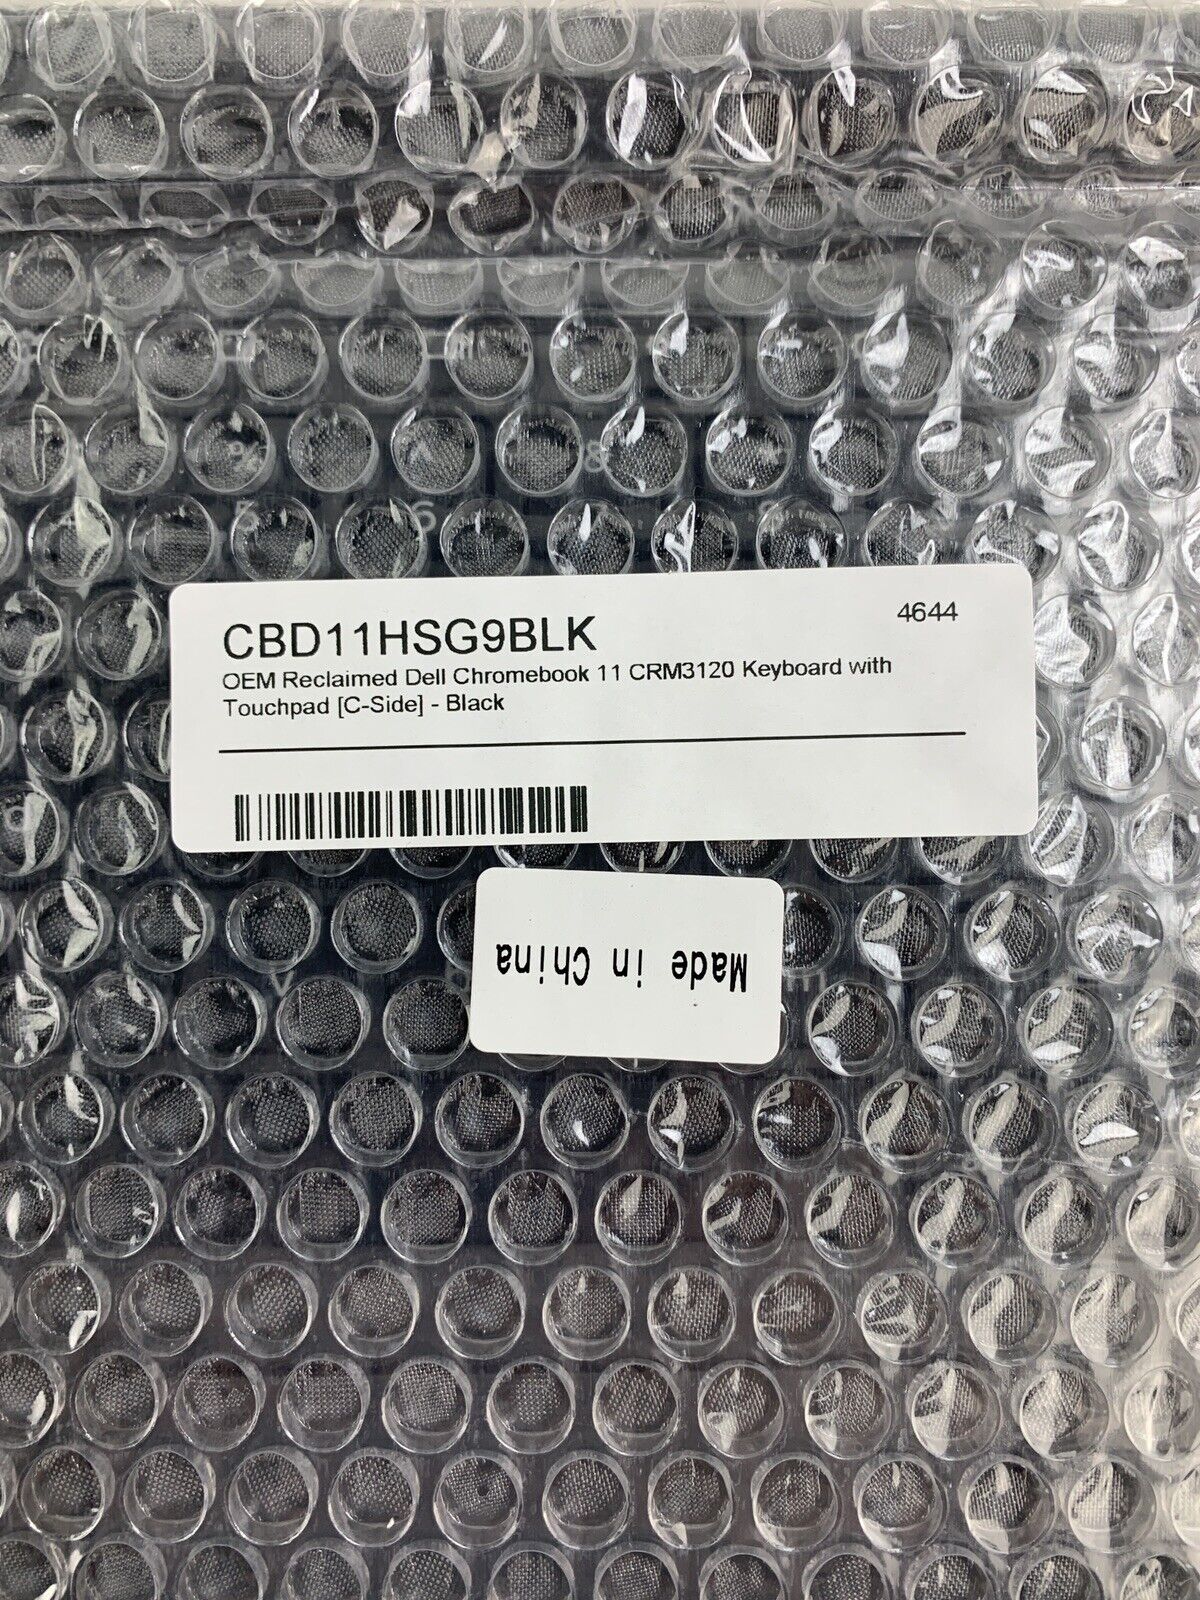 CBD11HSG9BLK
4644
OEM Reclaimed Dell Chromebook 11 CRM3120 Keyboard with
Touchpad [C-Side] - Black
Made in China